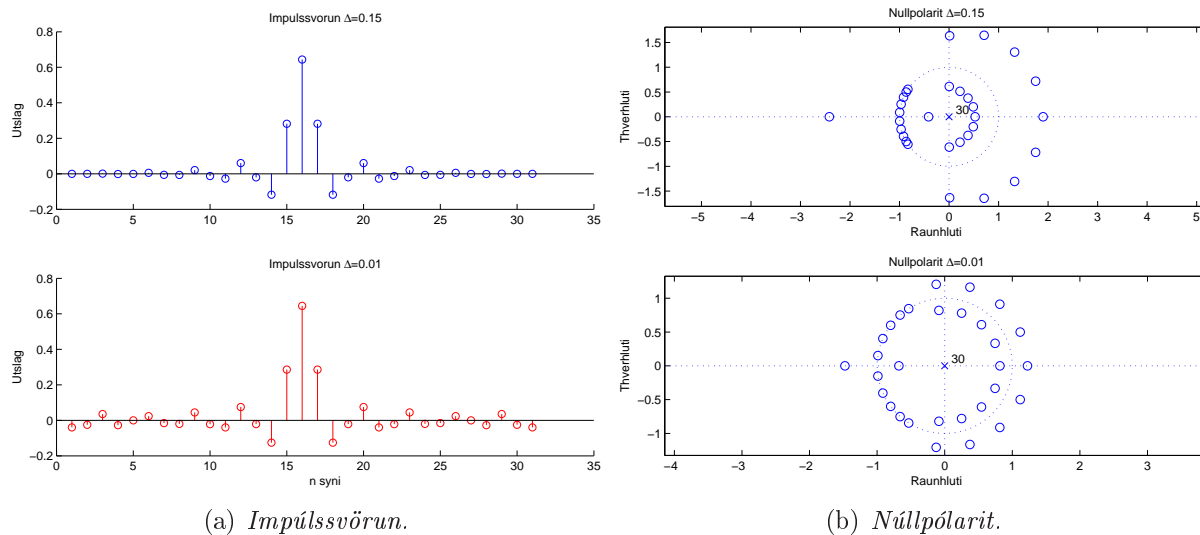 Impulssvorun Δ=0.15
Utslag
0.8
0.6
0.4
0.2
0
−0.2
0 5 10 15 20 25 30 35
Impulssvorun Δ=0.01
Utslag
0.8
0.6
0.4
0.2
0
−0.2
0 5 10 15 20 25 30 35
n syni
(a) Impúlssvörun.
Nullpolarit Δ=0.15
Thverhluti
1.5
1
0.5
0
−0.5
−1
−1.5
30
−5 −4 −3 −2 −1 0 1 2 3 4 5
Raunhluti
Nullpolarit Δ=0.01
Thverhluti
1
0.5
0
−0.5
−1
30
−4 −3 −2 −1 0 1 2 3
Raunhluti
(b) Núllpólarit.